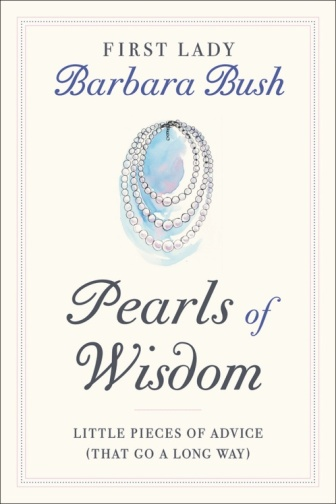 FIRST LADY
Barbara Bush
Pearls of
Wisdom
LITTLE PIECES OF ADVICE
(THAT GO A LONG WAY)